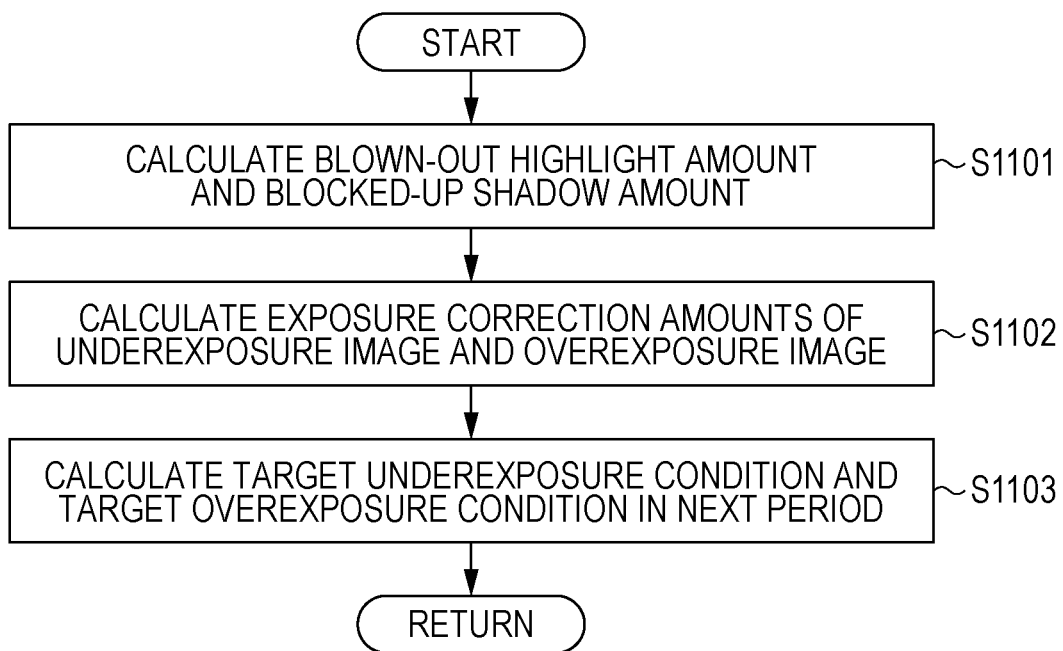 START
CALCULATE BLOWN-OUT HIGHLIGHT AMOUNT
AND BLOCKED-UP SHADOW AMOUNT
S1101
CALCULATE EXPOSURE CORRECTION AMOUNTS OF
UNDEREXPOSURE IMAGE AND OVEREXPOSURE IMAGE
S1102
CALCULATE TARGET UNDEREXPOSURE CONDITION AND
TARGET OVEREXPOSURE CONDITION IN NEXT PERIOD
S1103
RETURN